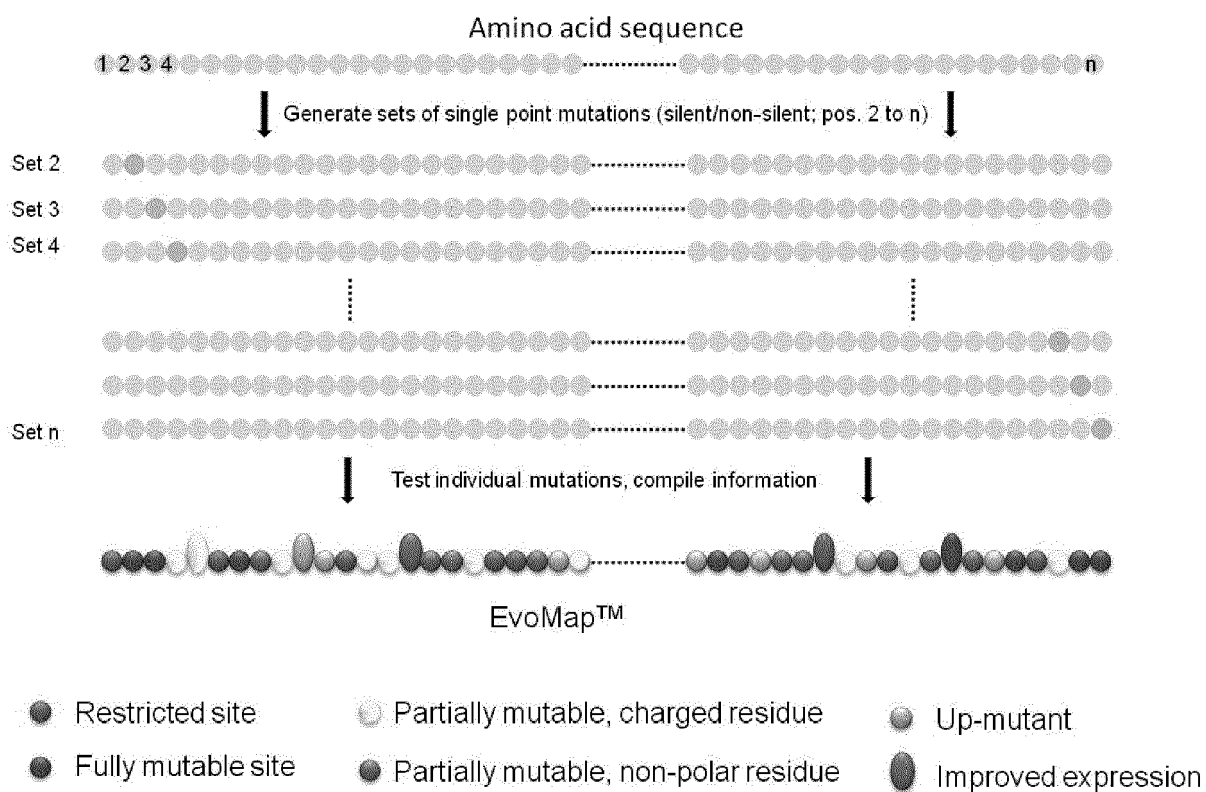 Amino acid sequence
1 2 3 4 n
Generate sets of single point mutations (silent/non-silent; pos. 2 to n)
Set 2
Set 3
Set 4
Set n
Test individual mutations, compile information
EvoMap™
Restricted site
Partially mutable, charged residue
Up-mutant
Fully mutable site
Partially mutable, non-polar residue
Improved expression